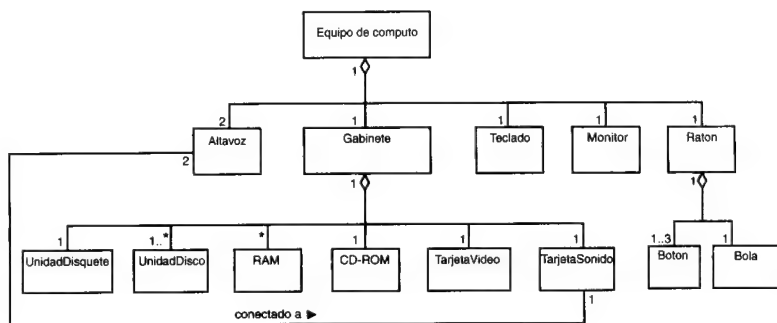 Equipo de computo
1
2 1 1 1 1
Altavoz Gabinete Teclado Monitor Raton
2 1 1
1 1..* * 1 1 1 1..3 1
UnidadDisquete UnidadDisco RAM CD-ROM TarjetaVideo TarjetaSonido Boton Bola
1
conectado a ►